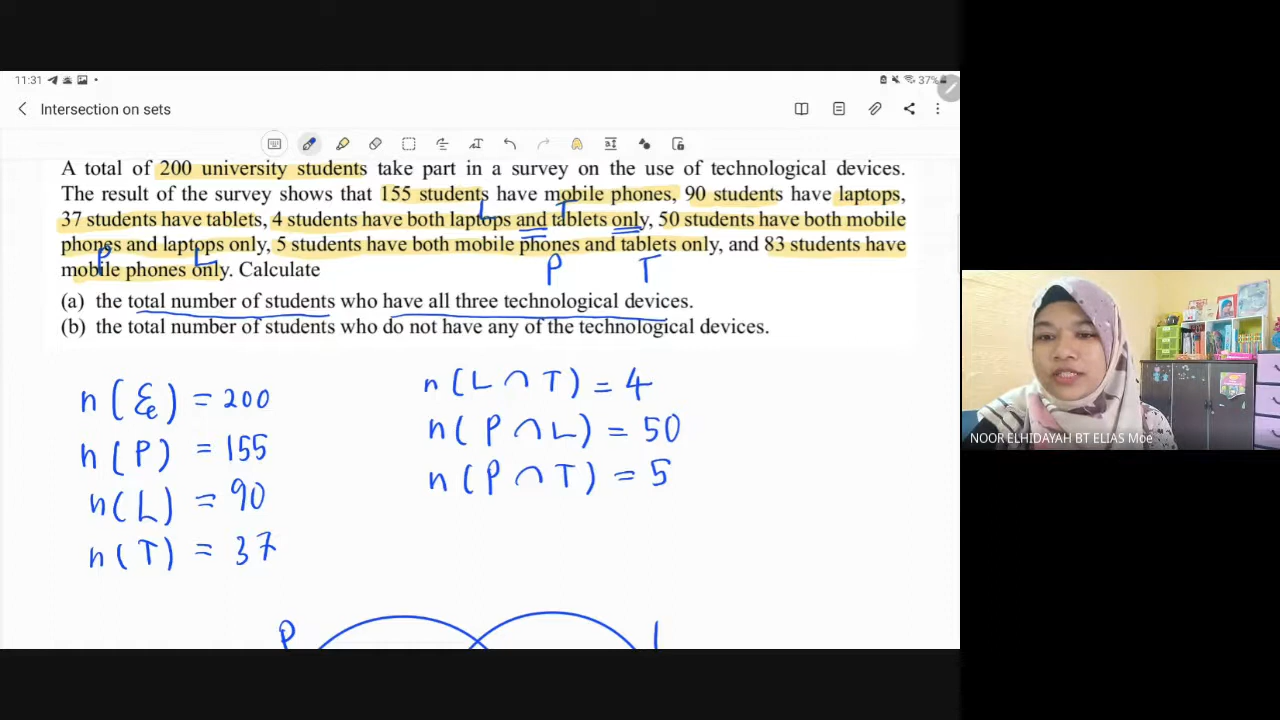 11:31
37%
Intersection on sets
A total of 200 university students take part in a survey on the use of technological devices.
The result of the survey shows that 155 students have mobile phones, 90 students have laptops,
37 students have tablets, 4 students have both laptops and tablets only, 50 students have both mobile
L T
phones and laptops only, 5 students have both mobile phones and tablets only, and 83 students have
mobile phones only. Calculate
P L
P T
(a) the total number of students who have all three technological devices.
(b) the total number of students who do not have any of the technological devices.
n(ξ) = 200
n(P) = 155
n(L) = 90
n(T) = 37
n(L ∩ T) = 4
n(P ∩ L) = 50
n(P ∩ T) = 5
P
NOOR ELHIDAYAH BT ELIAS Moe